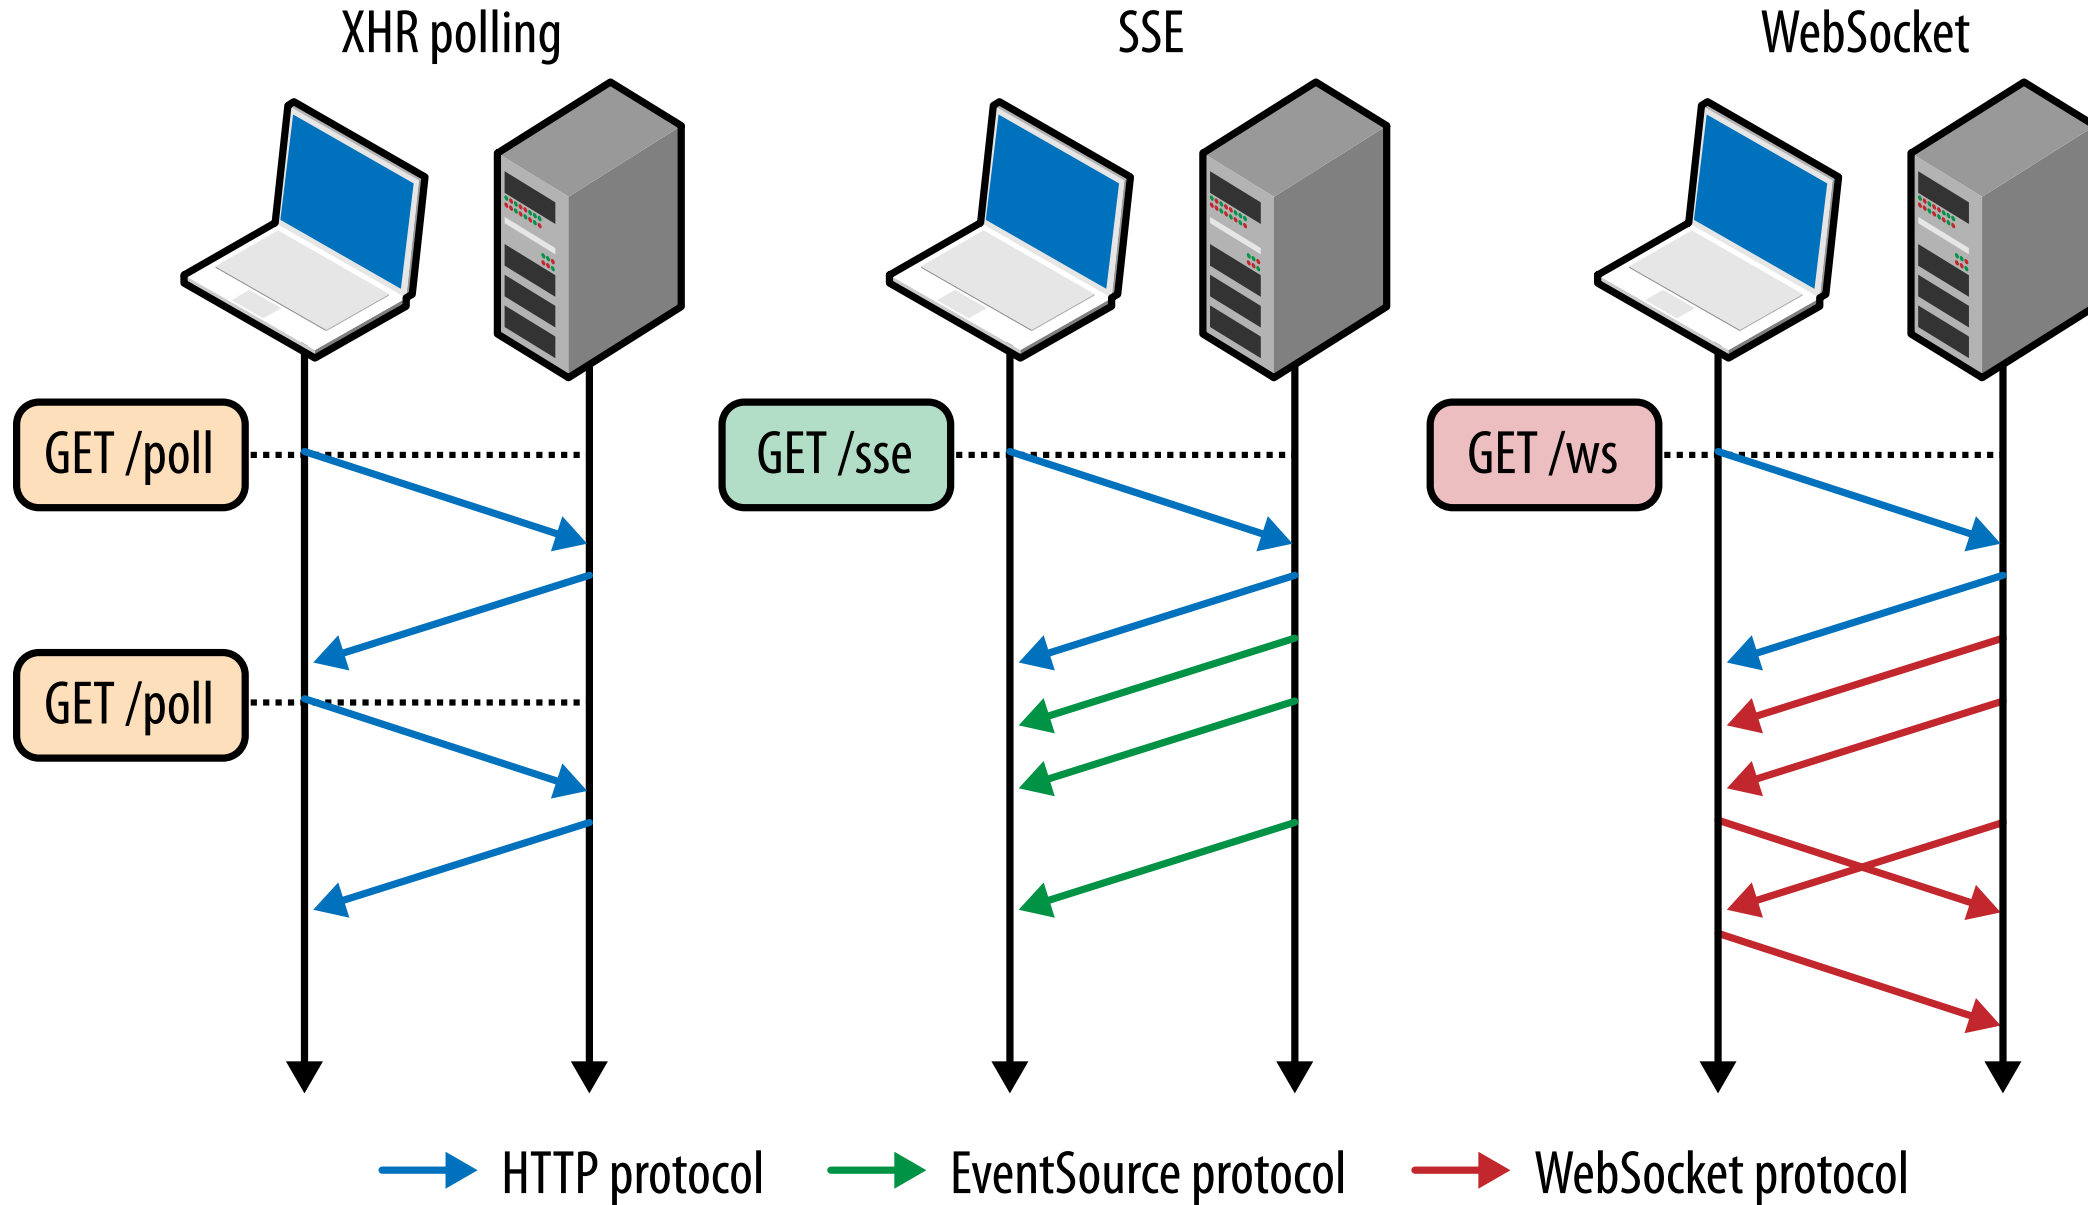 XHR polling
SSE
WebSocket
GET /poll
GET /sse
GET /ws
GET /poll
HTTP protocol
EventSource protocol
WebSocket protocol